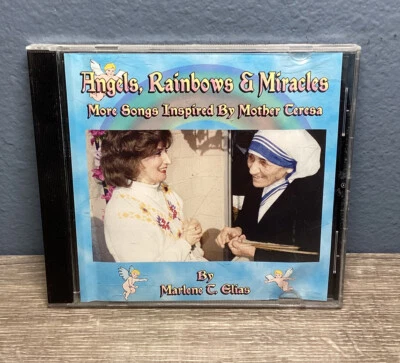 Angels, Rainbows & Miracles
More Songs Inspired By Mother Teresa
By
Marlene T. Elias